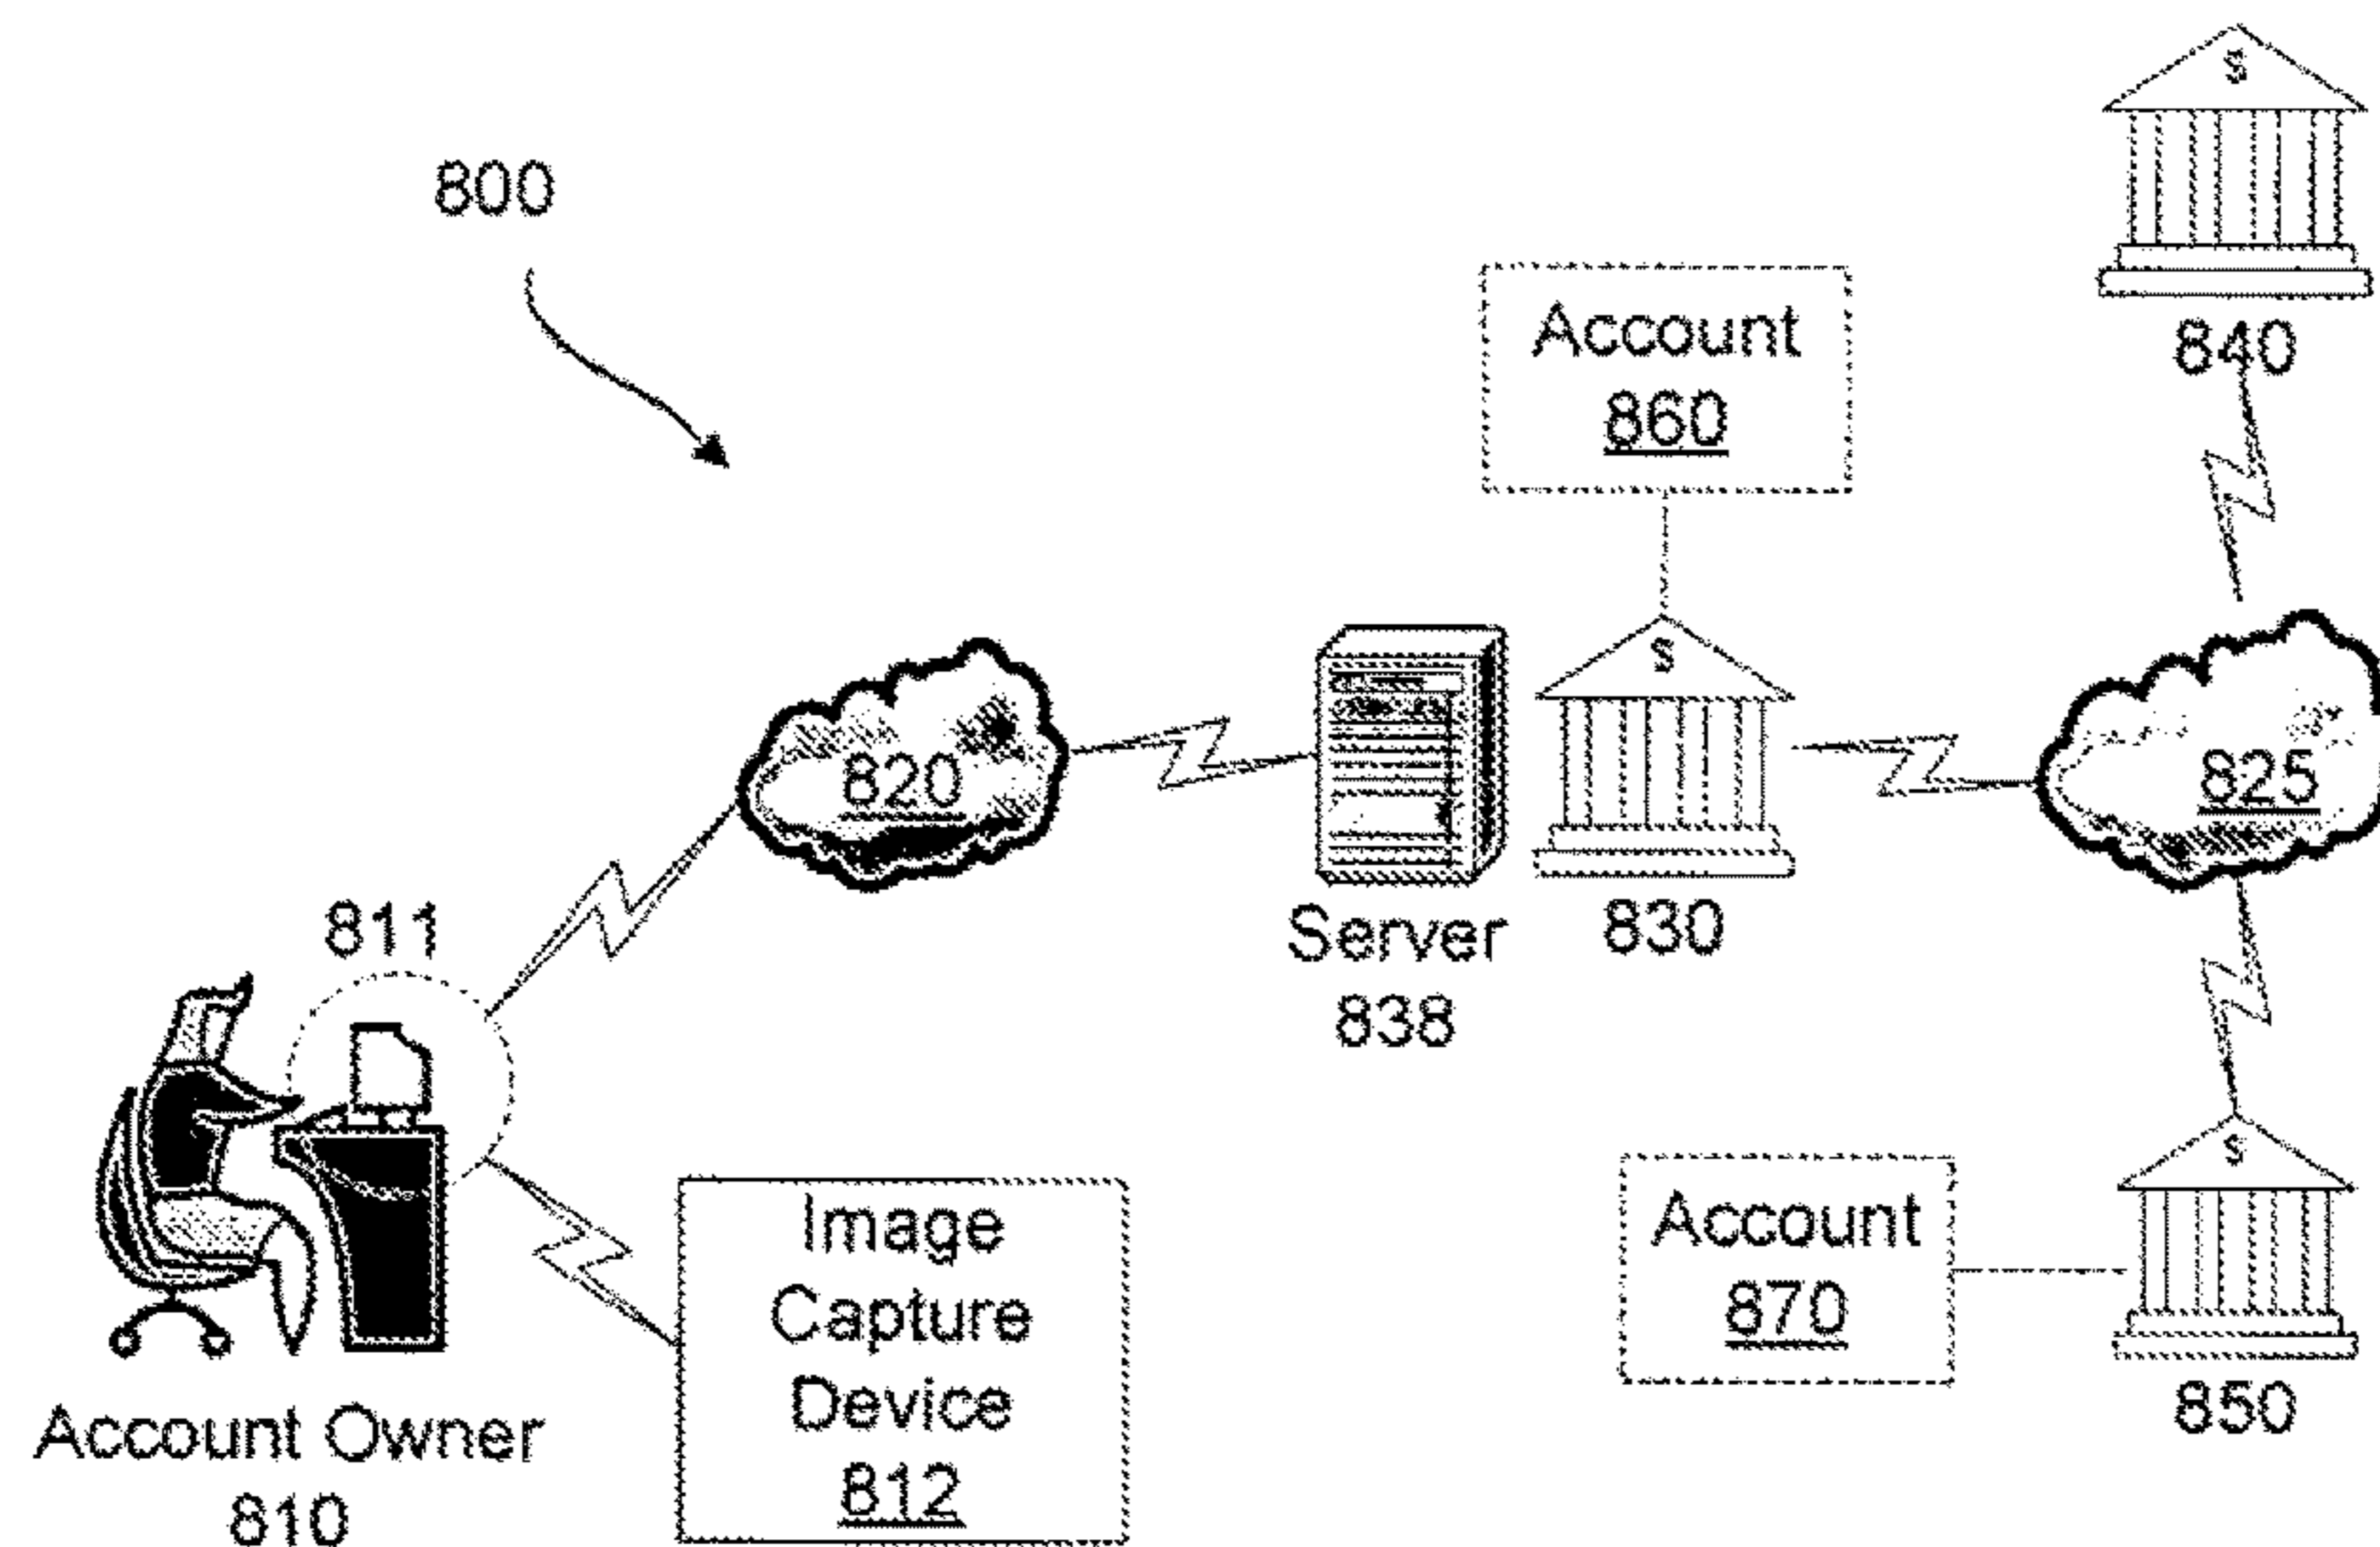 800
S
840
Account
860
S
820
825
811
Server
838
830
Account
870
S
850
Image
Capture
Device
812
Account Owner
810